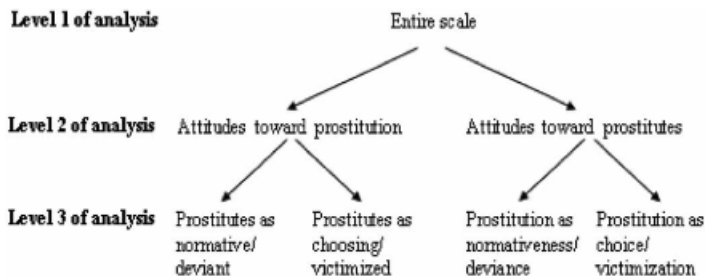 Level 1 of analysis Entire scale
Level 2 of analysis Attitudes toward prostitution Attitudes toward prostitutes
Level 3 of analysis Prostitutes as Prostitutes as Prostitution as Prostitution as
normative/ choosing/ normativeness/ choice/
deviant victimized deviance victimization